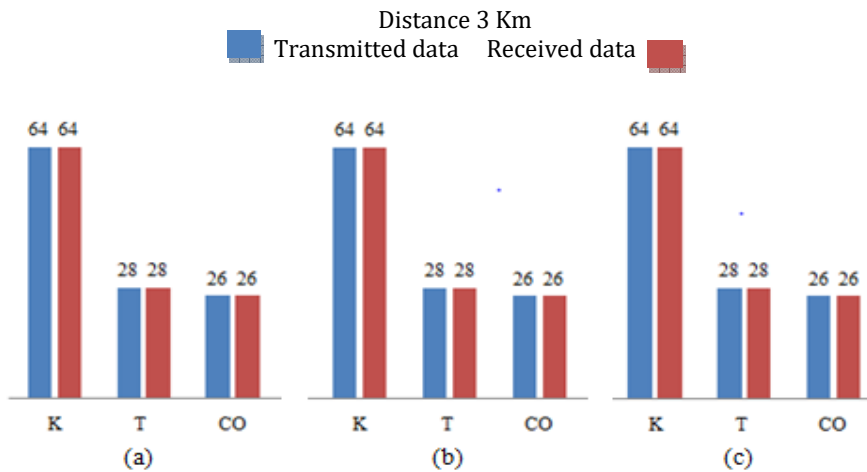 Distance 3 Km
Transmitted data Received data
64 64 64 64 64 64
28 28 28 28 28 28
26 26 26 26 26 26
K T CO K T CO K T CO
(a) (b) (c)